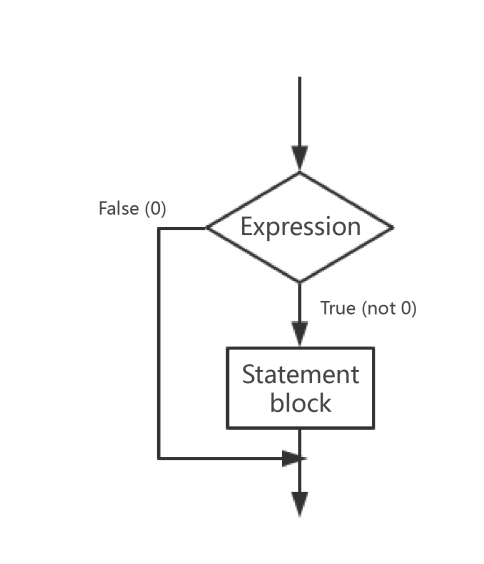 False (0)
Expression
True (not 0)
Statement
block